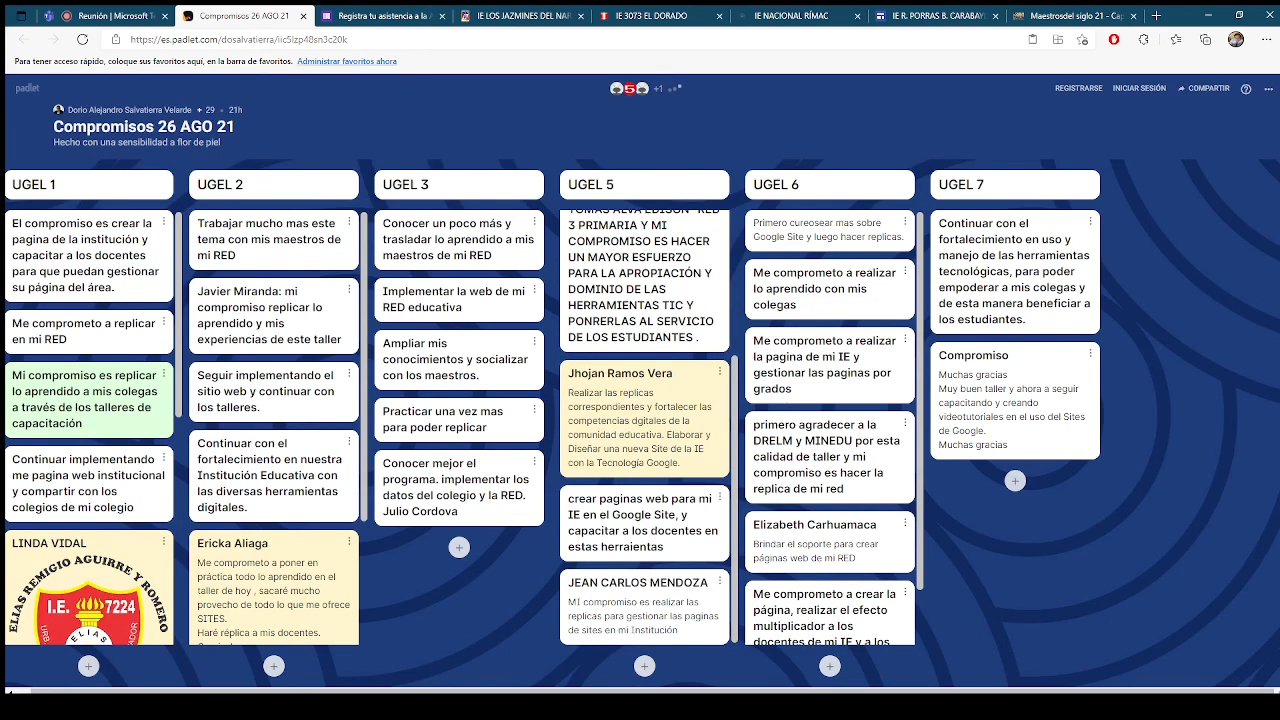 Reunión | Microsoft T
Compromisos 26 AGO 21
Registra tu asistencia a la A
IE LOS JAZMINES DEL NAR
IE 3073 EL DORADO
IE NACIONAL RÍMAC
IE R. PORRAS B. CARABAY
Maestrosdel siglo 21 - Cap
https://es.padlet.com/dosalvatierra/iic5lzp48sn3c20k
Para tener acceso rápido, coloque sus favoritos aquí, en la barra de favoritos. Administrar favoritos ahora
padlet
5
+1
REGISTRARSE
INICIAR SESIÓN
COMPARTIR
Dorio Alejandro Salvatierra Velarde + 29 • 21h
Compromisos 26 AGO 21
Hecho con una sensibilidad a flor de piel
UGEL 1
El compromiso es crear la
pagina de la institución y
capacitar a los docentes
para que puedan gestionar
su página del área.
Me comprometo a replicar
en mi RED
Mi compromiso es replicar
lo aprendido a mis colegas
a través de los talleres de
capacitación
Continuar implementando
me pagina web institucional
y compartir con los
colegios de mi colegio
LINDA VIDAL
ELIAS REMIGIO AGUIRRE Y ROMERO
I.E. 7224
ELIAS
UGEL 2
Trabajar mucho mas este
tema con mis maestros de
mi RED
Javier Miranda: mi
compromiso replicar lo
aprendido y mis
experiencias de este taller
Seguir implementando el
sitio web y continuar con
los talleres.
Continuar con el
fortalecimiento en nuestra
Institución Educativa con
las diversas herramientas
digitales.
Ericka Aliaga
Me comprometo a poner en
práctica todo lo aprendido en el
taller de hoy , sacaré mucho
provecho de todo lo que me ofrece
SITES.
Haré réplica a mis docentes.
UGEL 3
Conocer un poco más y
trasladar lo aprendido a mis
maestros de mi RED
Implementar la web de mi
RED educativa
Ampliar mis
conocimientos y socializar
con los maestros.
Practicar una vez mas
para poder replicar
Conocer mejor el
programa. implementar los
datos del colegio y la RED.
Julio Cordova
UGEL 5
TOMAS ALVA EDISON" RED
3 PRIMARIA Y MI
COMPROMISO ES HACER
UN MAYOR ESFUERZO
PARA LA APROPIACIÓN Y
DOMINIO DE LAS
HERRAMIENTAS TIC Y
PONRERLAS AL SERVICIO
DE LOS ESTUDIANTES .
Jhojan Ramos Vera
Realizar las replicas
correspondientes y fortalecer las
competencias dgitales de la
comunidad educativa. Elaborar y
Diseñar una nueva Site de la IE
con la Tecnología Google.
crear paginas web para mi
IE en el Google Site, y
capacitar a los docentes en
estas herraientas
JEAN CARLOS MENDOZA
MI compromiso es realizar las
replicas para gestionar las paginas
de sites en mi Institución
UGEL 6
Primero cureosear mas sobre
Google Site y luego hacer replicas.
Me comprometo a realizar
lo aprendido con mis
colegas
Me comprometo a realizar
la pagina de mi IE y
gestionar las paginas por
grados
primero agradecer a la
DRELM y MINEDU por esta
calidad de taller y mi
compromiso es hacer la
replica de mi red
Elizabeth Carhuamaca
Brindar el soporte para crear
páginas web de mi RED
Me comprometo a crear la
página, realizar el efecto
multiplicador a los
docentes de mi IE y a los
UGEL 7
Continuar con el
fortalecimiento en uso y
manejo de las herramientas
tecnológicas, para poder
empoderar a mis colegas y
de esta manera beneficiar a
los estudiantes.
Compromiso
Muchas gracias
Muy buen taller y ahora a seguir
capacitando y creando
videotutoriales en el uso del Sites
de Google.
Muchas gracias